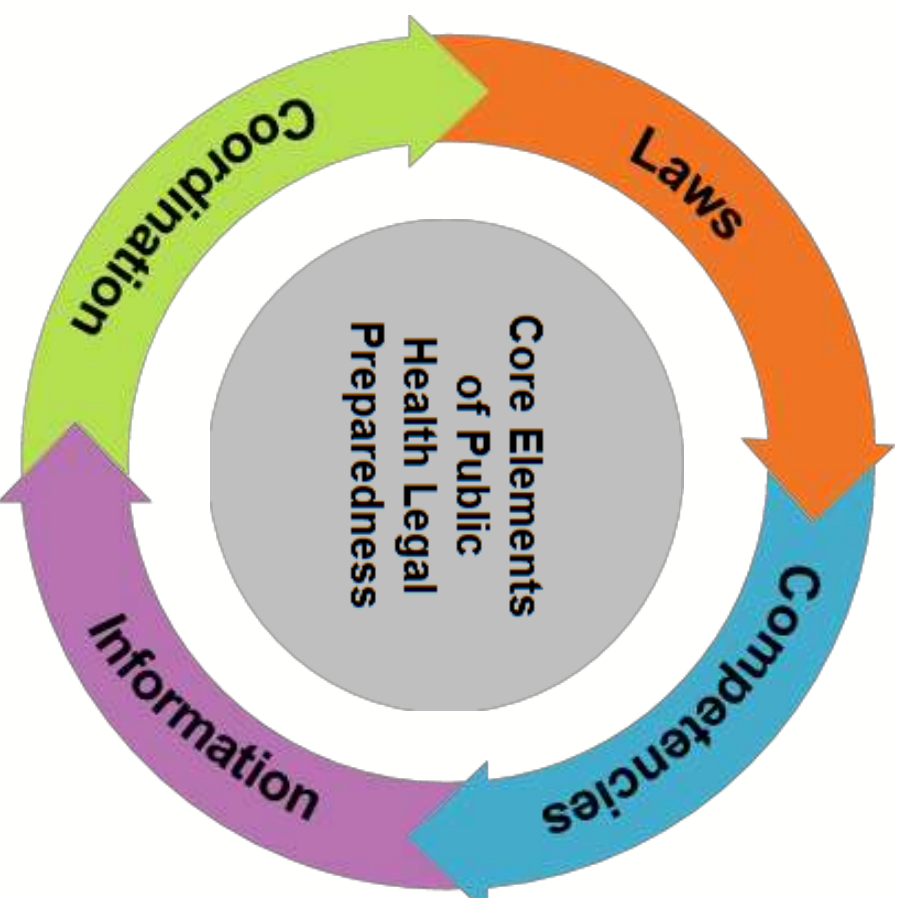 Core Elements
of Public
Health Legal
Preparedness
Laws
Competencies
Information
Coordination